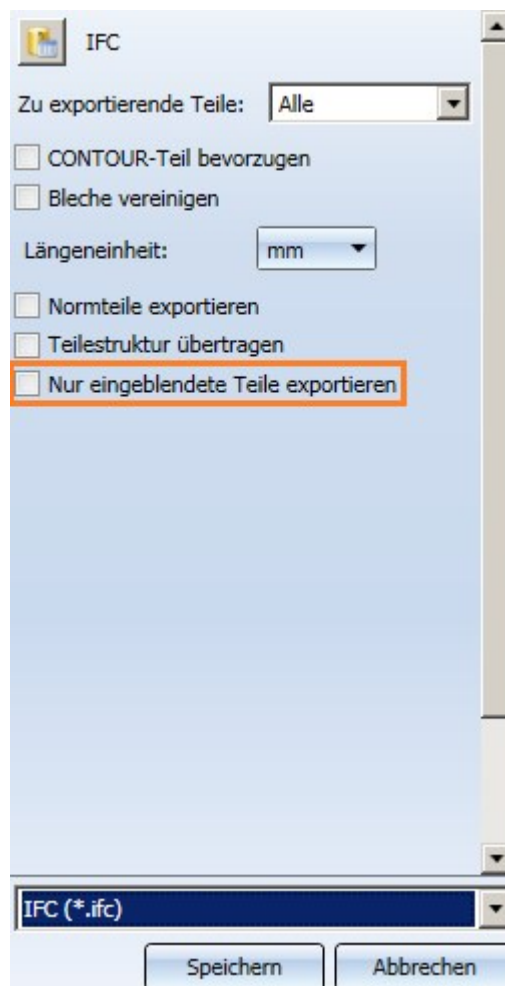 IFC
Zu exportierende Teile: Alle
CONTOUR-Teil bevorzugen
Bleche vereinigen
Längeneinheit: mm
Normteile exportieren
Teilestruktur übertragen
Nur eingeblendete Teile exportieren
IFC (*.ifc)
Speichern Abbrechen